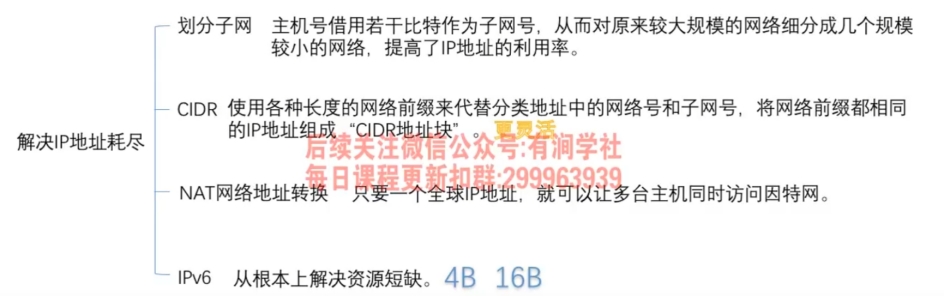 划分子网 主机号借用若干比特作为子网号，从而对原来较大规模的网络细分成几个规模
较小的网络，提高了IP地址的利用率。
CIDR 使用各种长度的网络前缀来代替分类地址中的网络号和子网号，将网络前缀都相同
的IP地址组成 “CIDR地址块”。 更灵活
解决IP地址耗尽
后续关注微信公众号:有涧学社
每日课程更新扣群:299963939
NAT网络地址转换 只要一个全球IP地址，就可以让多台主机同时访问因特网。
IPv6 从根本上解决资源短缺。 4B 16B